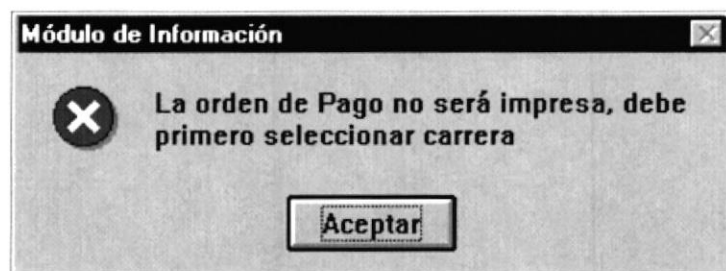 Módulo de Información
La orden de Pago no será impresa, debe
primero seleccionar carrera
Aceptar